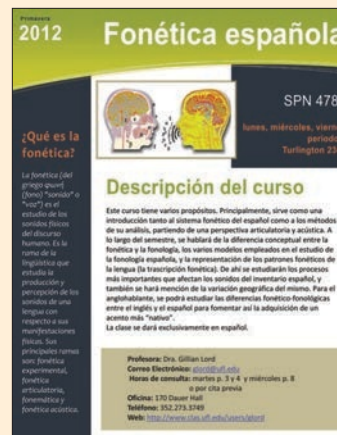 Primavera
2012
Fonética española
SPN 478
lunes, miércoles, viern
periodo
Turlington 23
¿Qué es la
fonética?
La fonética (del
griego φωνή
(fono) "sonido" o
"voz") es el
estudio de los
sonidos físicos
del discurso
humano. Es la
rama de la
lingüística que
estudia la
producción y
percepción de los
sonidos de una
lengua con
respecto a sus
manifestaciones
físicas. Sus
principales ramas
son: fonética
experimental,
fonética
articulatoria,
fonemática y
fonética acústica.
Descripción del curso
Este curso tiene varios propósitos. Principalmente, sirve como una
introducción tanto al sistema fonético del español como a los métodos
de su análisis, partiendo de una perspectiva articulatoria y acústica. A
lo largo del semestre, se hablará de la diferencia conceptual entre la
fonética y la fonología, los varios modelos empleados en el estudio de
la fonología española, y la representación de los patrones fonéticos de
la lengua (la trascripción fonética). De ahí se estudiarán los procesos
más importantes que afectan los sonidos del inventario español, y
también se hará mención de la variación geográfica del mismo. Para el
anglohablante, se podrá estudiar las diferencias fonético-fonológicas
entre el inglés y el español para fomentar así la adquisición de un
acento más "nativo".
La clase se dará exclusivamente en español.
Profesora: Dra. Gillian Lord
Correo Electrónico: glord@ufl.edu
Horas de consulta: martes p. 3 y 4 y miércoles p. 8
o por cita previa
Oficina: 170 Dauer Hall
Teléfono: 352.273.3749
Web: http://www.clas.ufl.edu/users/glord